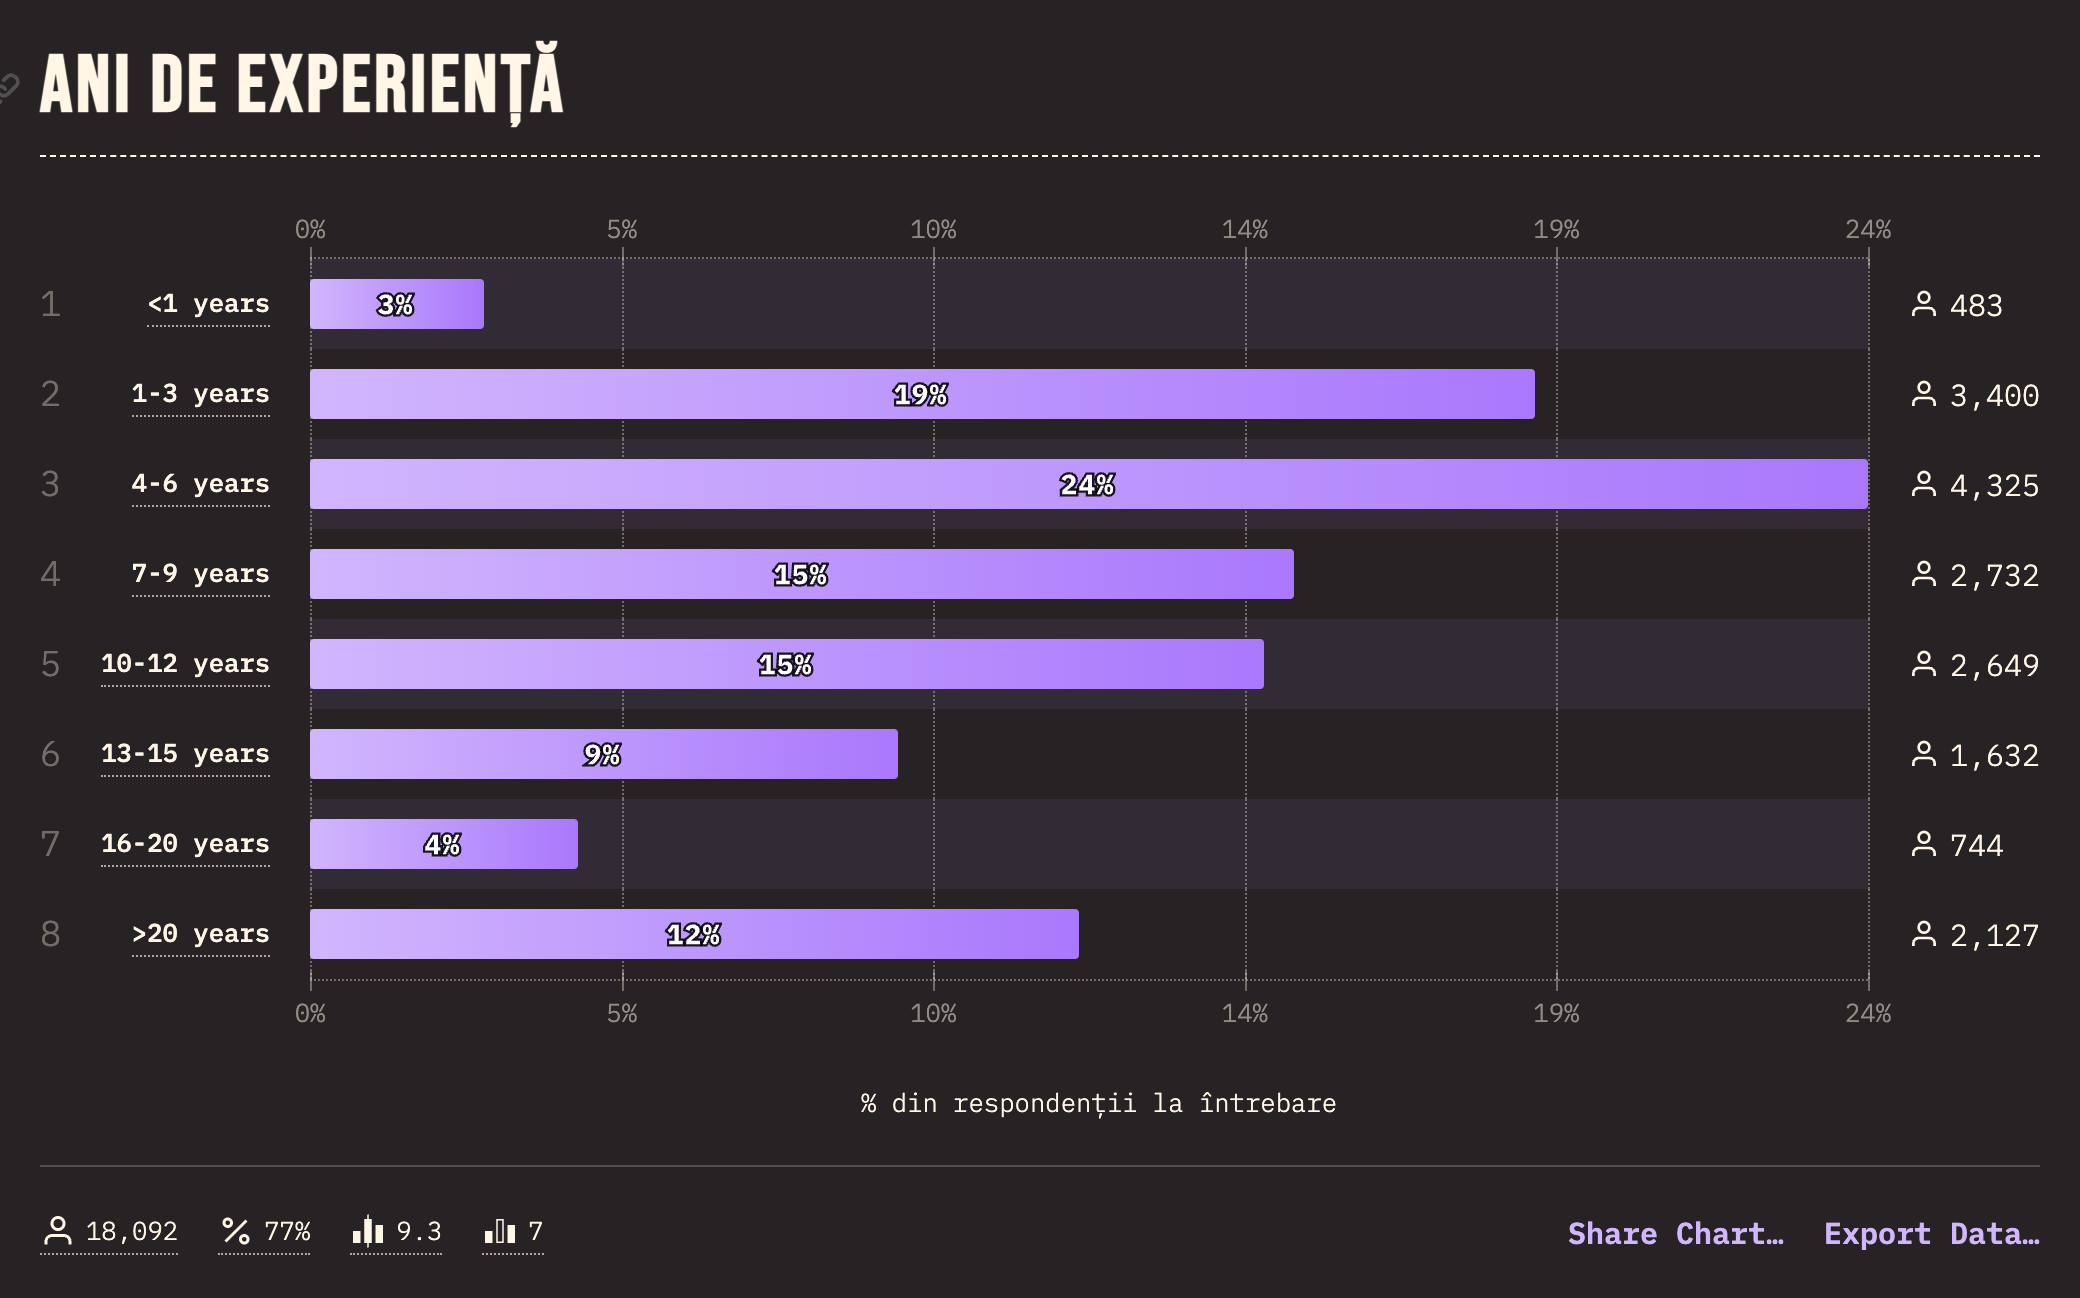 ANI DE EXPERIENȚĂ
0% 5% 10% 14% 19% 24%
1 <1 years 3% 483
2 1-3 years 19% 3,400
3 4-6 years 24% 4,325
4 7-9 years 15% 2,732
5 10-12 years 15% 2,649
6 13-15 years 9% 1,632
7 16-20 years 4% 744
8 >20 years 12% 2,127
0% 5% 10% 14% 19% 24%
% din respondenții la întrebare
18,092 77% 9.3 7 Share Chart… Export Data…